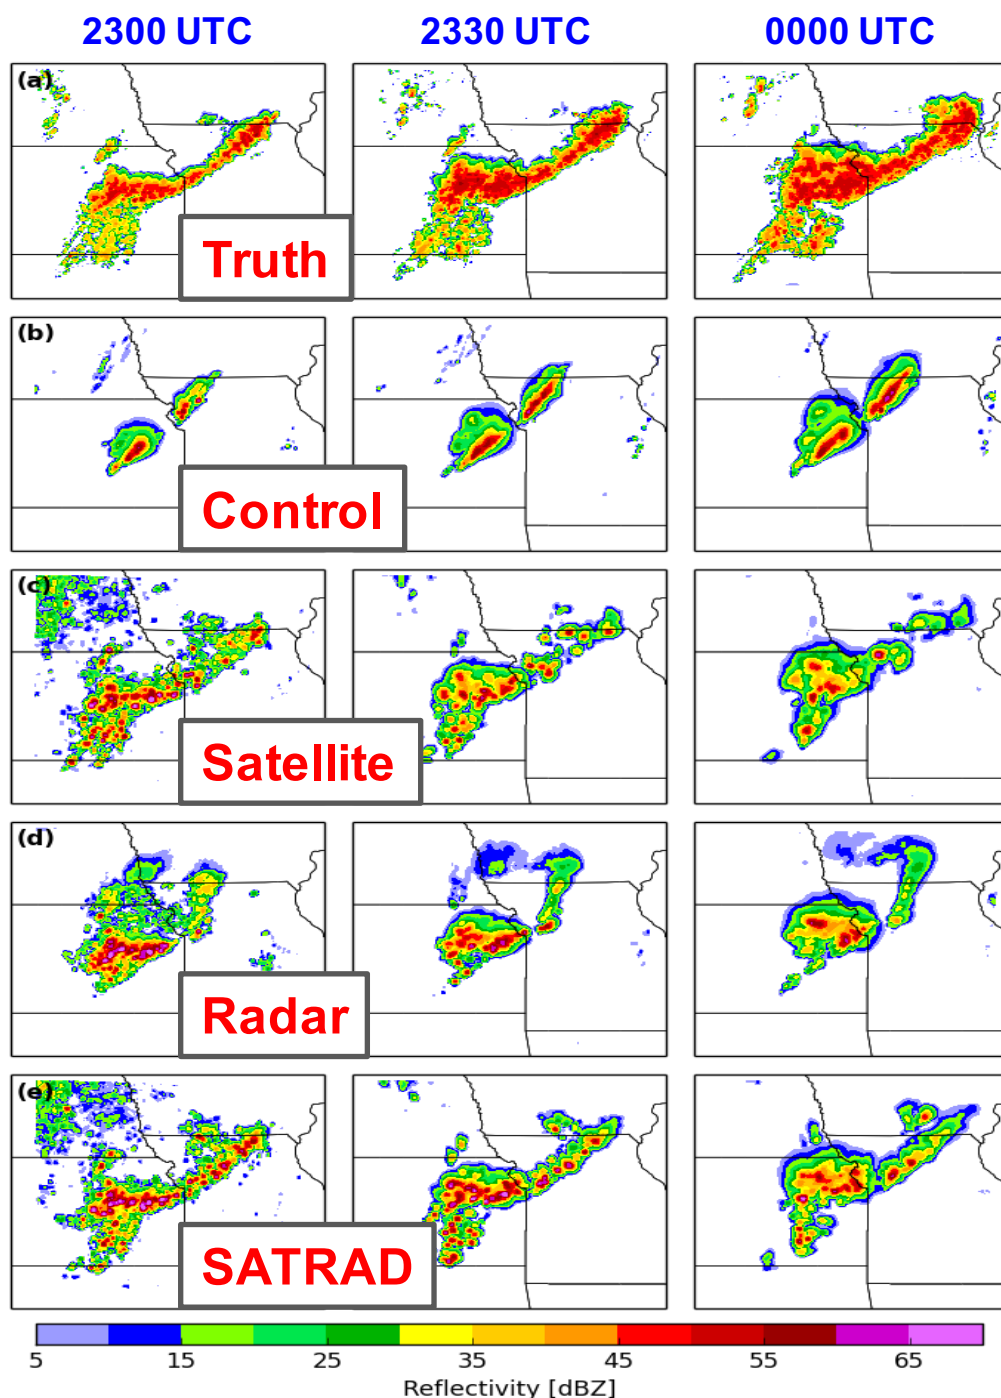 2300 UTC 2330 UTC 0000 UTC
(a)
Truth
(b)
Control
(c)
Satellite
(d)
Radar
(e)
SATRAD
5 15 25 35 45 55 65
Reflectivity [dBZ]